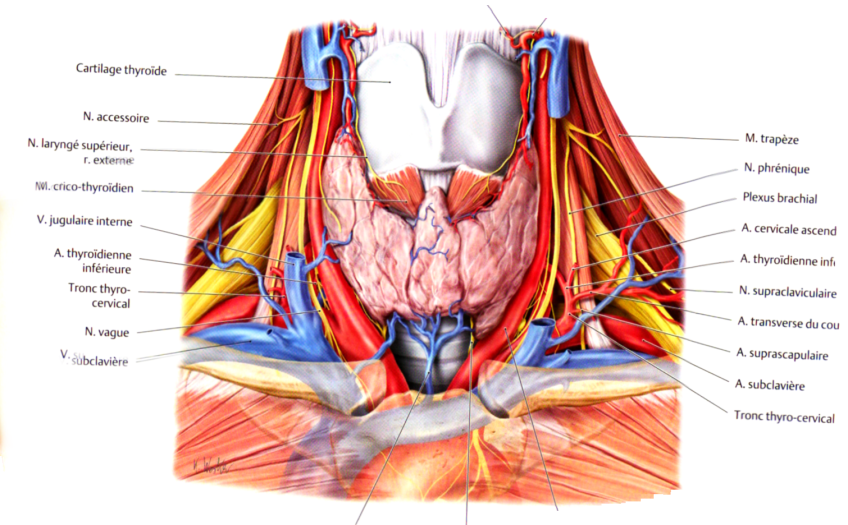 Cartilage thyroïde
N. accessoire
N. laryngé supérieur,
r. externe
M. crico-thyroïdien
V. jugulaire interne
A. thyroïdienne
inférieure
Tronc thyro-
cervical
N. vague
V.
subclavière
M. trapèze
N. phrénique
Plexus brachial
A. cervicale ascend
A. thyroïdienne infé
N. supraclaviculaire
A. transverse du cou
A. suprascapulaire
A. subclavière
Tronc thyro-cervical